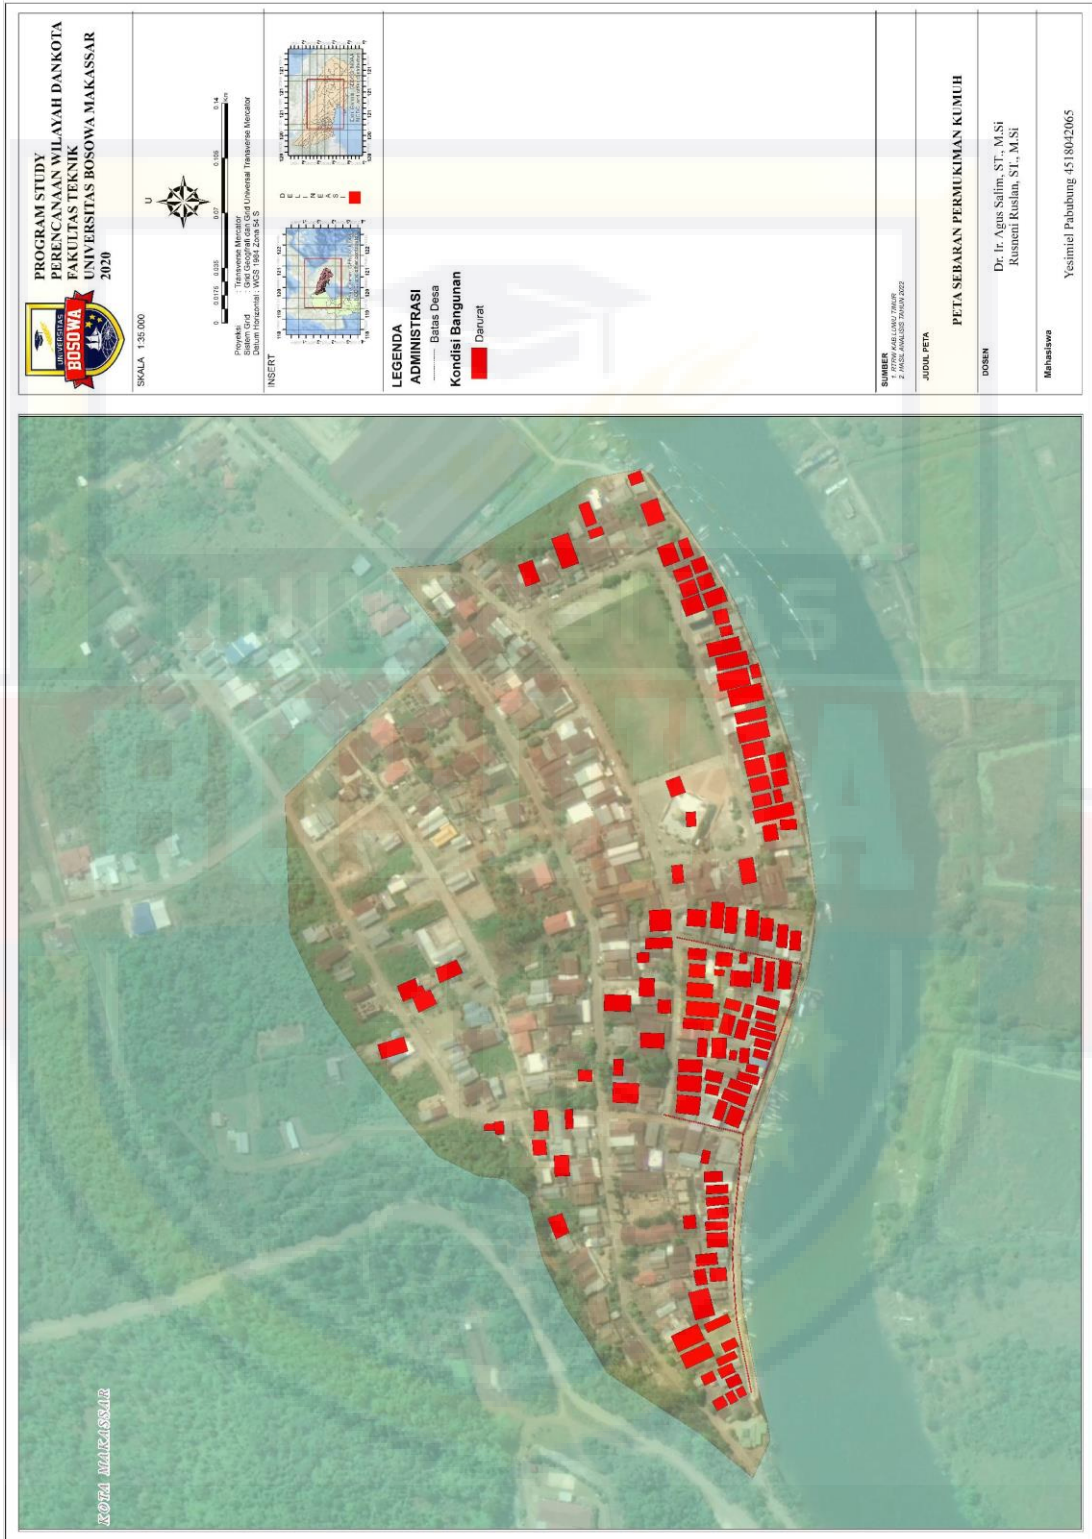 PROGRAM STUDY
PERENCANAAN WILAYAH DANKOTA
FAKULTAS TEKNIK
UNIVERSITAS BOSOWA MAKASSAR
2020
UNIVERSITAS
BOSOWA
SKALA 1:35.000
U
0 0.0175 0.035 0.07 0.105 0.14
Km
Proyeksi : Transverse Mercator
Sistem Grid : Grid Geografi dan Grid Universal Transverse Mercator
Datum Horizontal : WGS 1984 Zona 54 S
INSERT
DELINEASI
LEGENDA
ADMINISTRASI
Batas Desa
Kondisi Bangunan
Darurat
SUMBER
1. RTRW KAB.LUWU TIMUR
2. HASIL ANALISIS TAHUN 2022
JUDUL PETA
PETA SEBARAN PERMUKIMAN KUMUH
DOSEN
Dr. Ir. Agus Salim, ST., M.Si
Rusneni Ruslan, ST., M.Si
Mahasiswa
Yesimiel Pabubung 4518042065
KOTA MAKASSAR